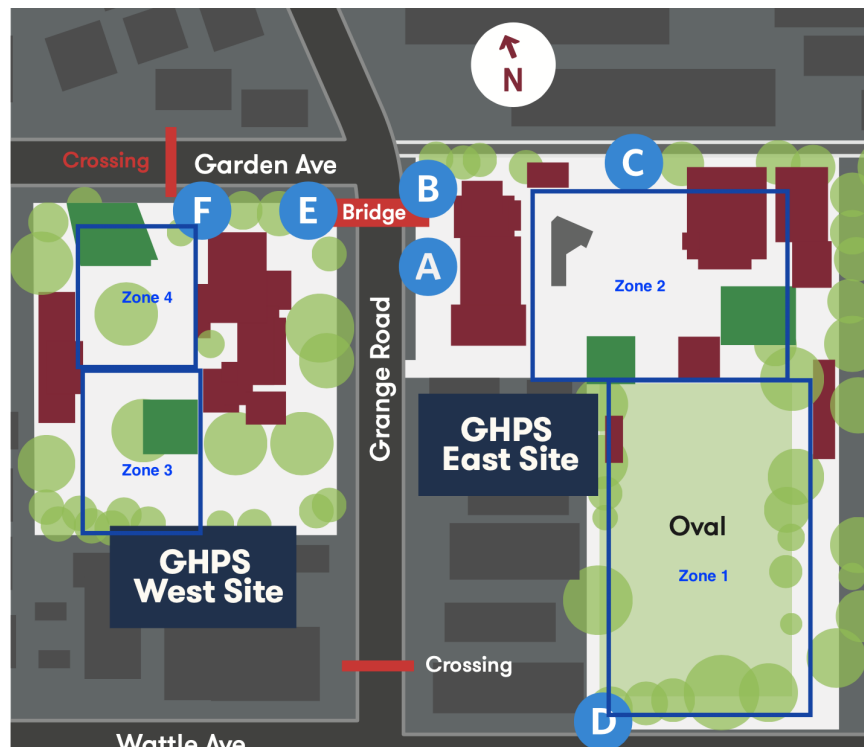 N
Crossing
Garden Ave
C
B
F
E
Bridge
A
Zone 4
Zone 2
Grange Road
GHPS
East Site
Zone 3
Oval
Zone 1
GHPS
West Site
Crossing
D
Wattle Ave